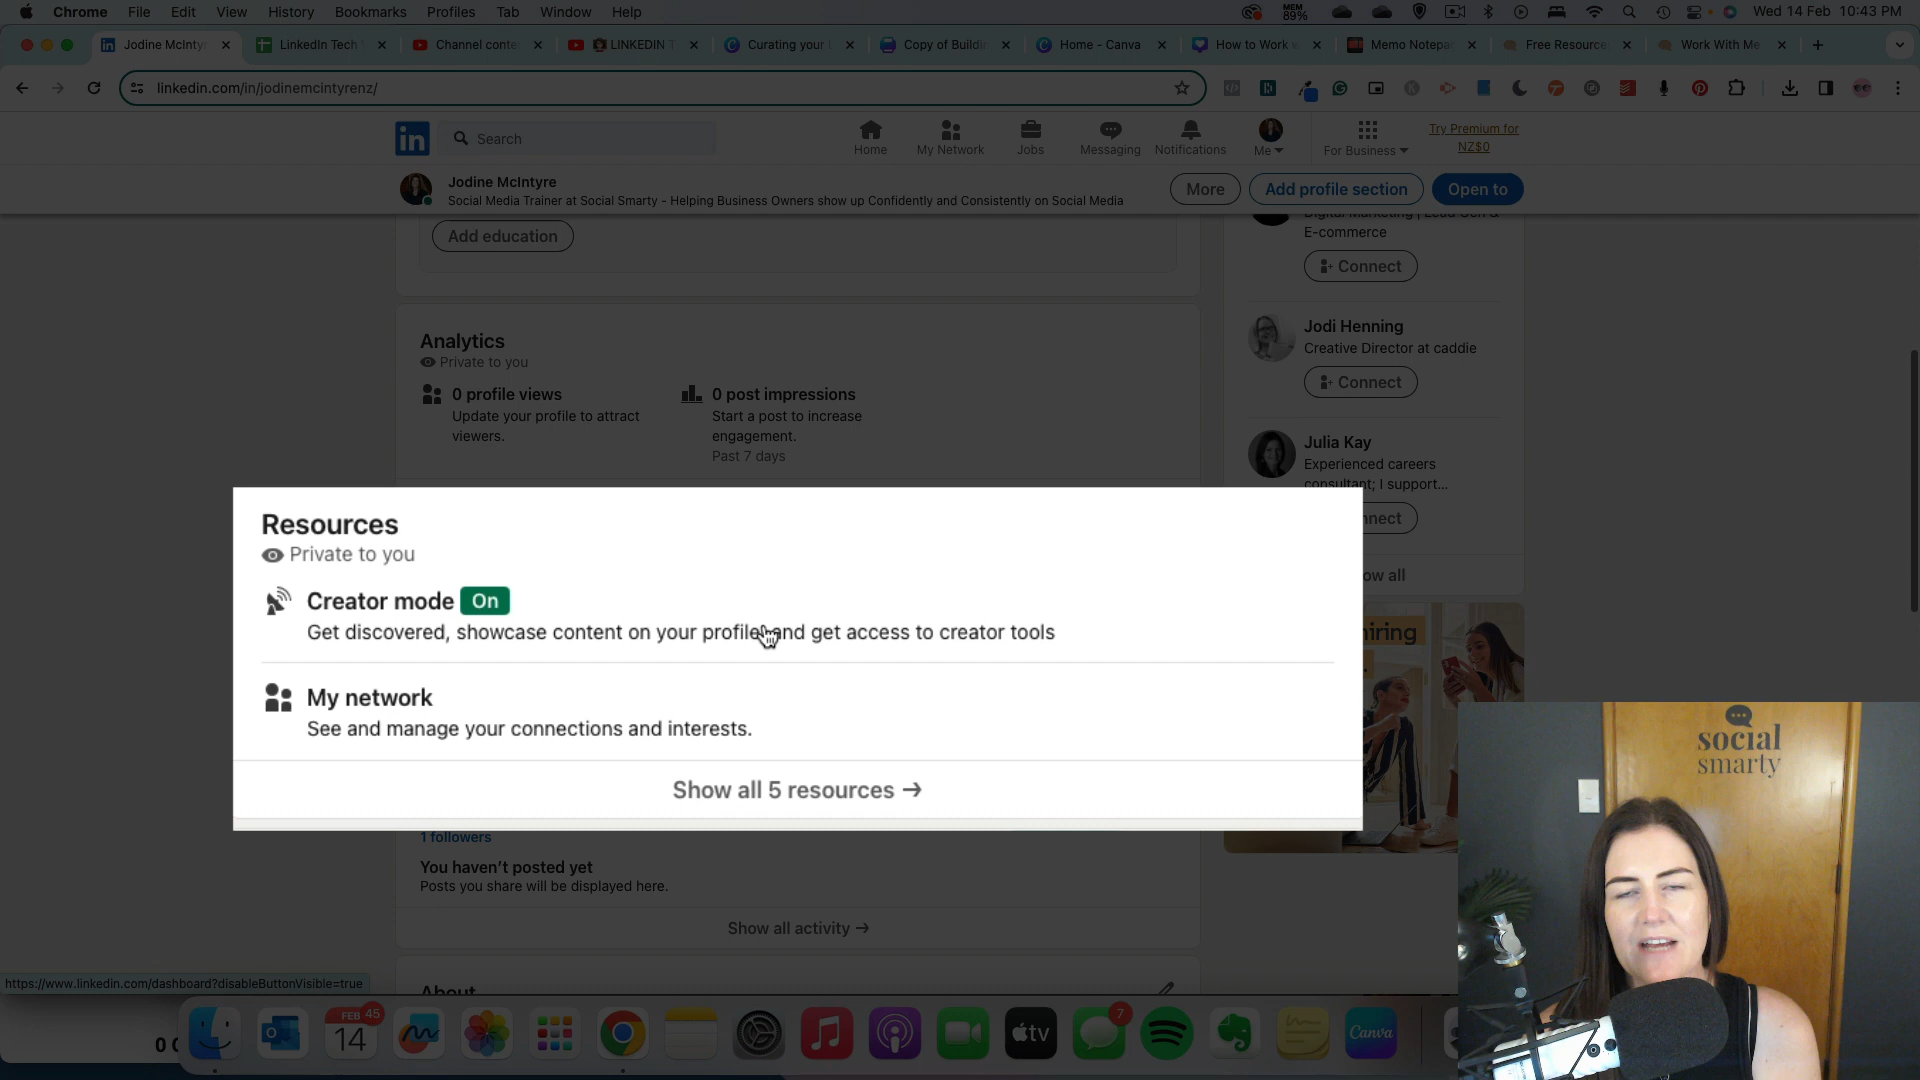 Chrome File Edit View History Bookmarks Profiles Tab Window Help
MEM 89%
Wed 14 Feb 10:43 PM
Jodine McInty
LinkedIn Tech
Channel conte
LINKEDIN T
Curating your
Copy of Buildin
Home - Canva
How to Work w
Memo Notepa
Free Resource
Work With Me
linkedin.com/in/jodinemcintyrenz/
in
Search
Home
My Network
Jobs
Messaging
Notifications
Me
For Business
Try Premium for
NZ$0
Jodine McIntyre
Social Media Trainer at Social Smarty - Helping Business Owners show up Confidently and Consistently on Social Media
More
Add profile section
Open to
Add education
Analytics
Private to you
0 profile views
Update your profile to attract
viewers.
0 post impressions
Start a post to increase
engagement.
Past 7 days
Digital Marketing | Lead Gen &
E-commerce
Connect
Jodi Henning
Creative Director at caddie
Connect
Julia Kay
Experienced careers
consultant; I support...
nnect
ow all
hiring
Resources
Private to you
Creator mode On
Get discovered, showcase content on your profile and get access to creator tools
My network
See and manage your connections and interests.
Show all 5 resources →
1 followers
You haven't posted yet
Posts you share will be displayed here.
Show all activity →
About
https://www.linkedin.com/dashboard?disableButtonVisible=true
FEB 45
14
tv
7
Canva
social
smarty